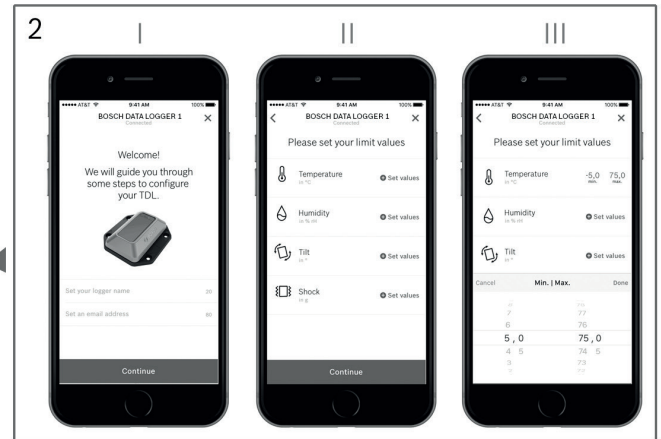 2
I
II
III
AT&T 9:41 AM 100%
BOSCH DATA LOGGER 1
Connected
Welcome!
We will guide you through
some steps to configure
your TDL.
Set your logger name 20
Set an email address 80
Continue
AT&T 9:41 AM 100%
BOSCH DATA LOGGER 1
Connected
Please set your limit values
Temperature
in °C
Set values
Humidity
in % rH
Set values
Tilt
in °
Set values
Shock
in g
Set values
Continue
AT&T 9:41 AM 100%
BOSCH DATA LOGGER 1
Connected
Please set your limit values
Temperature -5,0 75,0
in °C min. max.
Humidity
in % rH
Set values
Tilt
in °
Set values
Cancel Min. | Max. Done
7 77
6 76
5 , 0 75 , 0
4 5 74 5
3 73